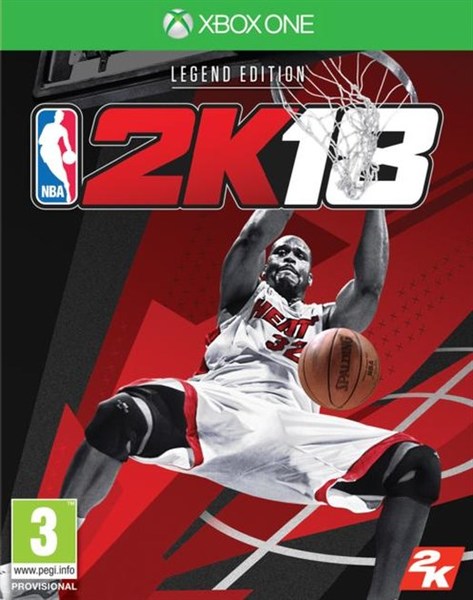 XBOX ONE
LEGEND EDITION
NBA 2K18
HEAT
32
SPALDING
3
www.pegi.info
PROVISIONAL
2K